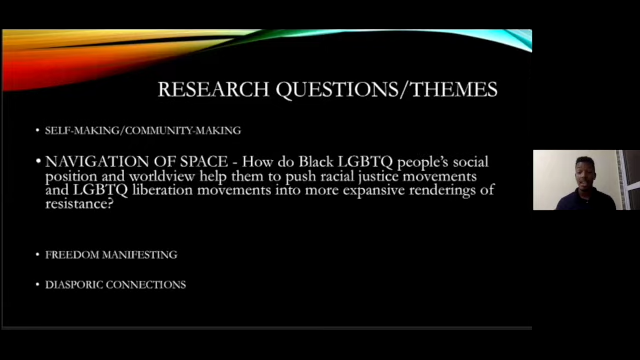 RESEARCH QUESTIONS/THEMES
• SELF-MAKING/COMMUNITY-MAKING
• NAVIGATION OF SPACE - How do Black LGBTQ people's social
position and worldview help them to push racial justice movements
and LGBTQ liberation movements into more expansive renderings of
resistance?
• FREEDOM MANIFESTING
• DIASPORIC CONNECTIONS